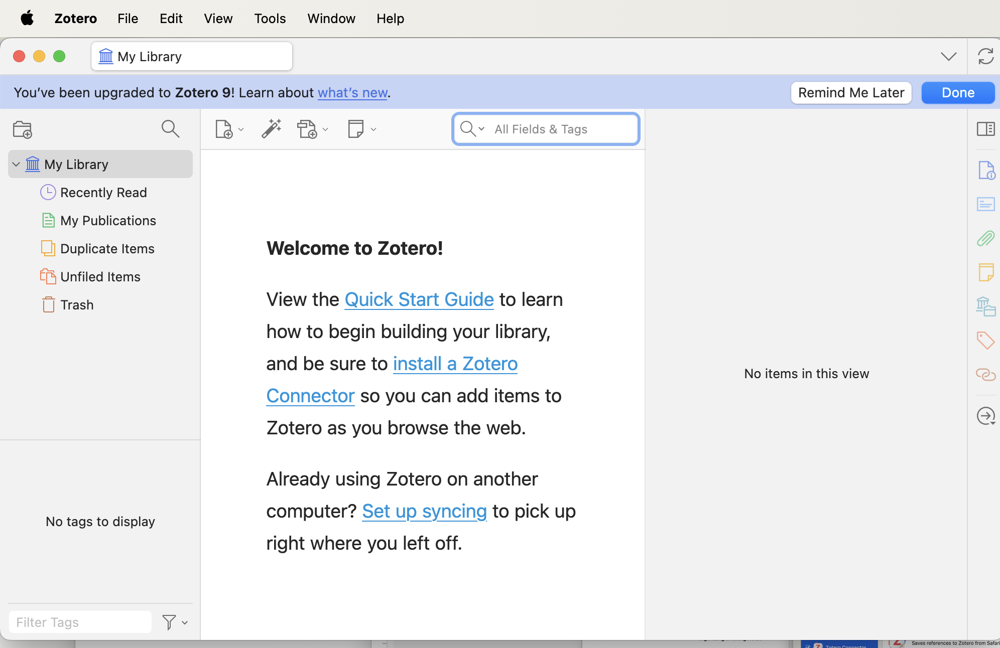 Zotero File Edit View Tools Window Help
My Library
You've been upgraded to Zotero 9! Learn about what's new.
Remind Me Later
Done
All Fields & Tags
My Library
Recently Read
My Publications
Duplicate Items
Unfiled Items
Trash
No tags to display
Filter Tags
Welcome to Zotero!
View the Quick Start Guide to learn
how to begin building your library,
and be sure to install a Zotero
Connector so you can add items to
Zotero as you browse the web.
Already using Zotero on another
computer? Set up syncing to pick up
right where you left off.
No items in this view
Zotero Connector
Saves references to Zotero from Safari